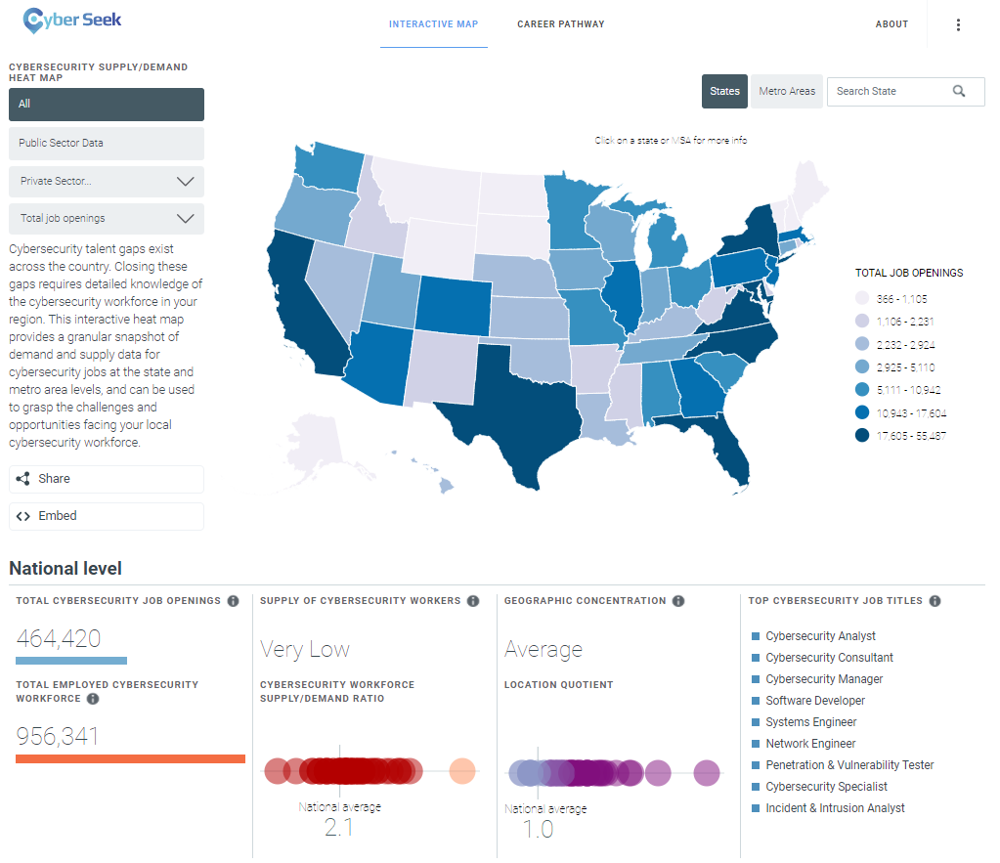 Cyber Seek
INTERACTIVE MAP
CAREER PATHWAY
ABOUT
CYBERSECURITY SUPPLY/DEMAND
HEAT MAP
All
Public Sector Data
Private Sector...
Total job openings
Cybersecurity talent gaps exist
across the country. Closing these
gaps requires detailed knowledge of
the cybersecurity workforce in your
region. This interactive heat map
provides a granular snapshot of
demand and supply data for
cybersecurity jobs at the state and
metro area levels, and can be used
to grasp the challenges and
opportunities facing your local
cybersecurity workforce.
Share
Embed
States
Metro Areas
Search State
Click on a state or MSA for more info
TOTAL JOB OPENINGS
366 - 1,105
1,106 - 2,231
2,232 - 2,924
2,925 - 5,110
5,111 - 10,942
10,943 - 17,604
17,605 - 55,487
National level
TOTAL CYBERSECURITY JOB OPENINGS
464,420
TOTAL EMPLOYED CYBERSECURITY
WORKFORCE
956,341
SUPPLY OF CYBERSECURITY WORKERS
Very Low
CYBERSECURITY WORKFORCE
SUPPLY/DEMAND RATIO
National average
2.1
GEOGRAPHIC CONCENTRATION
Average
LOCATION QUOTIENT
National average
1.0
TOP CYBERSECURITY JOB TITLES
Cybersecurity Analyst
Cybersecurity Consultant
Cybersecurity Manager
Software Developer
Systems Engineer
Network Engineer
Penetration & Vulnerability Tester
Cybersecurity Specialist
Incident & Intrusion Analyst